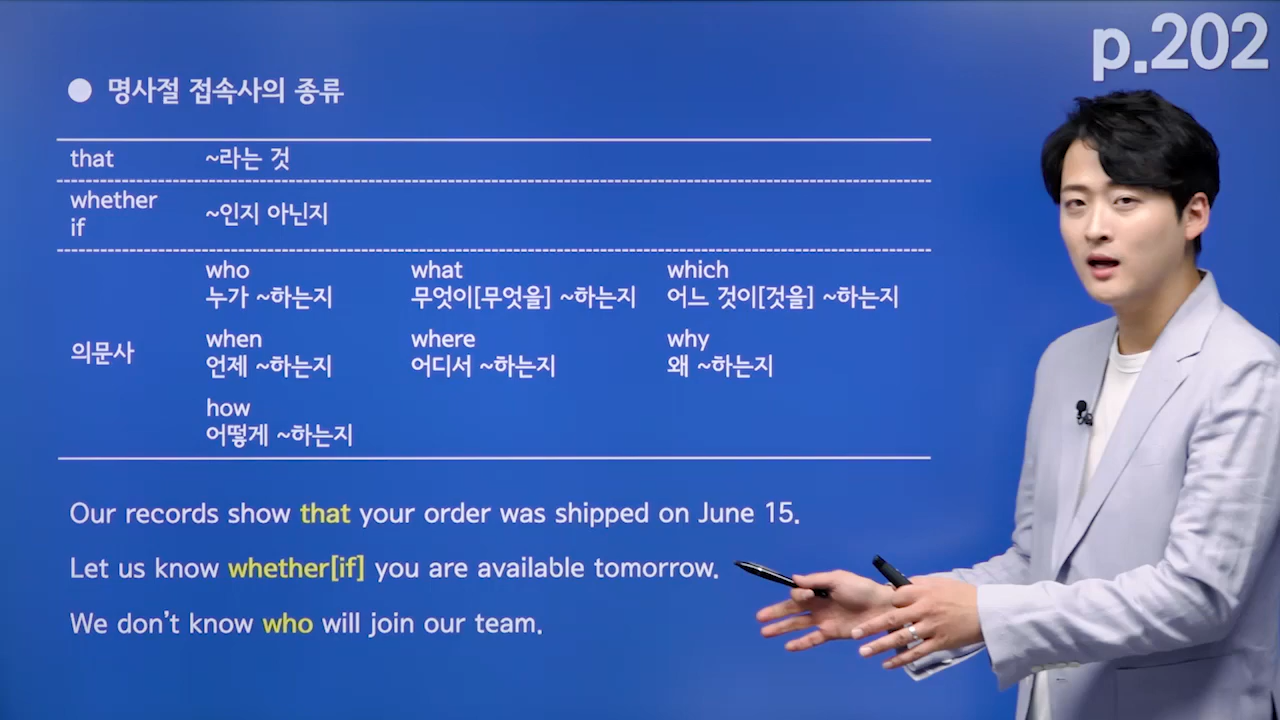 p.202
● 명사절 접속사의 종류
that ~라는 것
whether
if
~인지 아닌지
의문사
who what which
누가 ~하는지 무엇이[무엇을] ~하는지 어느 것이[것을] ~하는지
when where why
언제 ~하는지 어디서 ~하는지 왜 ~하는지
how
어떻게 ~하는지
Our records show that your order was shipped on June 15.
Let us know whether[if] you are available tomorrow.
We don't know who will join our team.